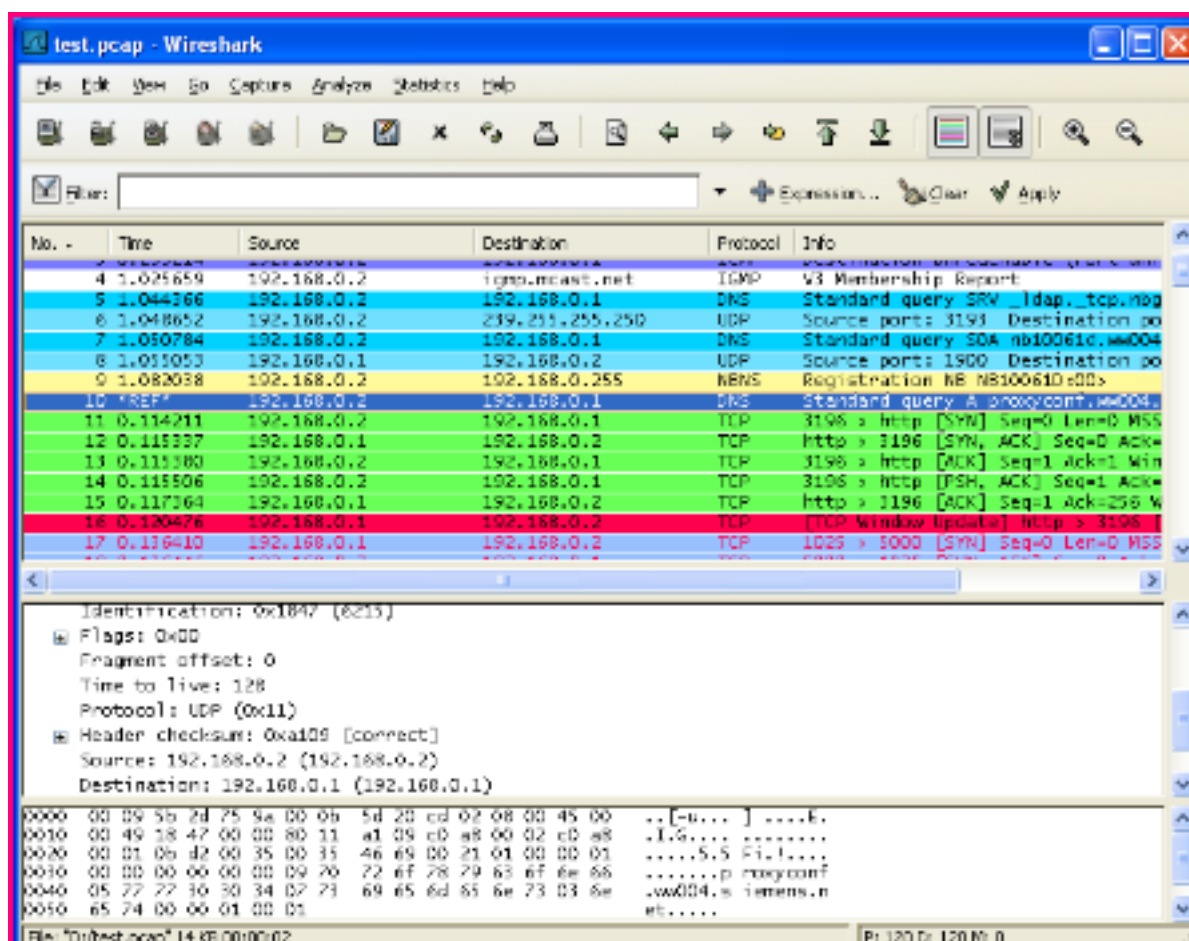 test.pcap - Wireshark
File Edit View Go Capture Analyze Statistics Help
Filter: Expression... Clear Apply
No. - Time Source Destination Protocol Info
4 1.025659 192.168.0.2 igmp.mcast.net IGMP V3 Membership Report
5 1.044366 192.168.0.2 192.168.0.1 DNS Standard query SRV _ldap._tcp.nbg
6 1.048652 192.168.0.2 239.255.255.250 UDP Source port: 3193 Destination po
7 1.050784 192.168.0.2 192.168.0.1 DNS Standard query SOA nb10061d.ww004
8 1.055053 192.168.0.1 192.168.0.2 UDP Source port: 1900 Destination po
9 1.082038 192.168.0.2 192.168.0.255 NBNS Registration NB NB10061D<00>
10 *REF* 192.168.0.2 192.168.0.1 DNS Standard query A proxyconf.ww004.
11 0.114211 192.168.0.2 192.168.0.1 TCP 3196 > http [SYN] Seq=0 Len=0 MSS
12 0.115337 192.168.0.1 192.168.0.2 TCP http > 3196 [SYN, ACK] Seq=0 Ack=
13 0.115380 192.168.0.2 192.168.0.1 TCP 3196 > http [ACK] Seq=1 Ack=1 Win
14 0.115506 192.168.0.2 192.168.0.1 TCP 3196 > http [PSH, ACK] Seq=1 Ack=
15 0.117364 192.168.0.1 192.168.0.2 TCP http > 3196 [ACK] Seq=1 Ack=256 W
16 0.120476 192.168.0.1 192.168.0.2 TCP [TCP Window Update] http > 3196 [
17 0.136410 192.168.0.1 192.168.0.2 TCP 1025 > 5000 [SYN] Seq=0 Len=0 MSS
Identification: 0x1847 (6215)
Flags: 0x00
Fragment offset: 0
Time to live: 128
Protocol: UDP (0x11)
Header checksum: 0xa109 [correct]
Source: 192.168.0.2 (192.168.0.2)
Destination: 192.168.0.1 (192.168.0.1)
0000 00 09 5b 2d 75 9a 00 0b 5d 20 cd 02 08 00 45 00 ..[-u... ] ....E.
0010 00 49 18 47 00 00 80 11 a1 09 c0 a8 00 02 c0 a8 .I.G.... ........
0020 00 01 0b d2 00 35 00 35 46 69 00 21 01 00 00 01 .....5.5 Fi.!....
0030 00 00 00 00 00 00 09 70 72 6f 78 79 63 6f 6e 66 .......p roxyconf
0040 05 77 77 30 30 34 07 73 69 65 6d 65 6e 73 03 6e .ww004.s iemens.n
0050 65 74 00 00 01 00 01 et.....
File: "D:/test.pcap" 14 KB 00:00:02 P: 120 D: 120 M: 0